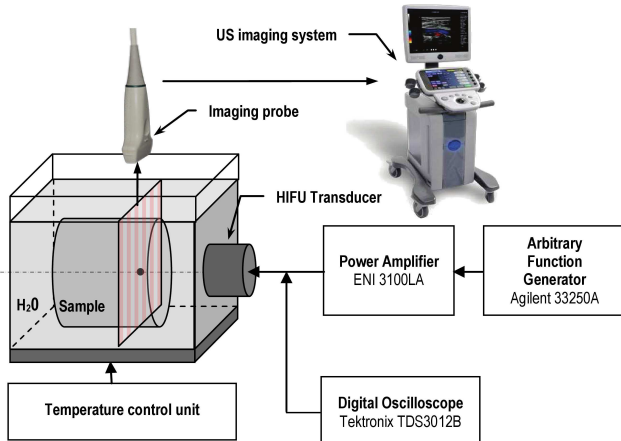 US imaging system
Imaging probe
HIFU Transducer
H20
Sample
Power Amplifier
ENI 3100LA
Arbitrary
Function
Generator
Agilent 33250A
Temperature control unit
Digital Oscilloscope
Tektronix TDS3012B